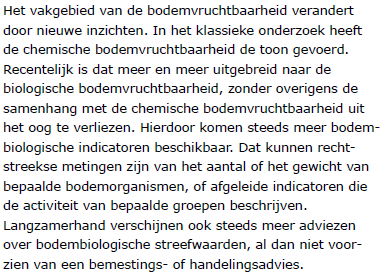 Het vakgebied van de bodemvruchtbaarheid verandert
door nieuwe inzichten. In het klassieke onderzoek heeft
de chemische bodemvruchtbaarheid de toon gevoerd.
Recentelijk is dat meer en meer uitgebreid naar de
biologische bodemvruchtbaarheid, zonder overigens de
samenhang met de chemische bodemvruchtbaarheid uit
het oog te verliezen. Hierdoor komen steeds meer bodem-
biologische indicatoren beschikbaar. Dat kunnen recht-
streekse metingen zijn van het aantal of het gewicht van
bepaalde bodemorganismen, of afgeleide indicatoren die
de activiteit van bepaalde groepen beschrijven.
Langzamerhand verschijnen ook steeds meer adviezen
over bodembiologische streefwaarden, al dan niet voor-
zien van een bemestings- of handelingsadvies.